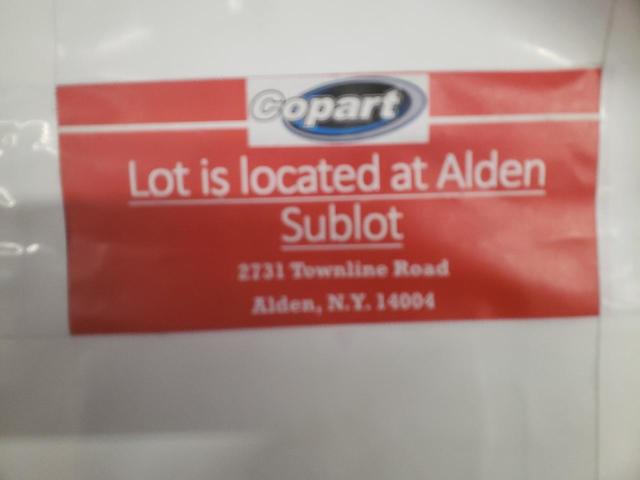 Copart
Lot is located at Alden
Sublot
2731 Townline Road
Alden, N.Y. 14004